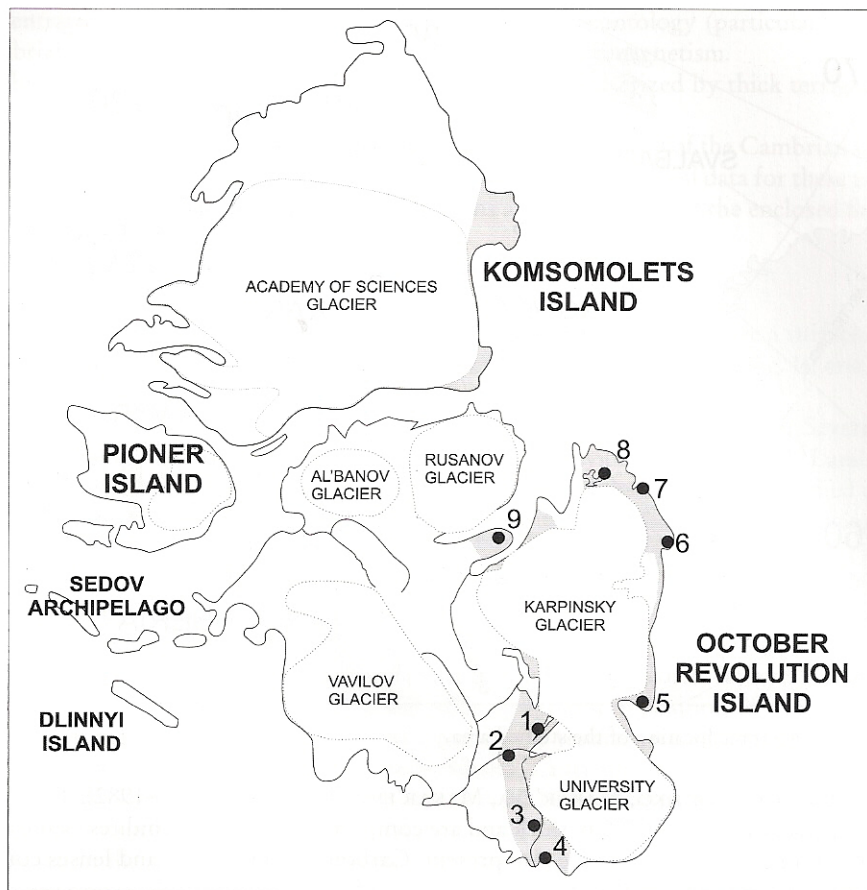 ACADEMY OF SCIENCES
GLACIER
KOMSOMOLETS
ISLAND
PIONER
ISLAND
AL'BANOV
GLACIER
RUSANOV
GLACIER
8
7
9
6
SEDOV
ARCHIPELAGO
KARPINSKY
GLACIER
OCTOBER
REVOLUTION
ISLAND
VAVILOV
GLACIER
DLINNYI
ISLAND
5
1
2
UNIVERSITY
GLACIER
3
4